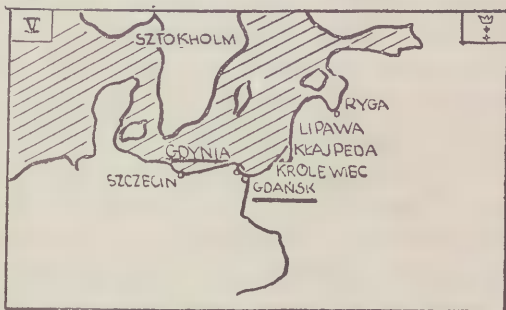 V
SZTOKHOLM
RYGA
LIPAWA
KŁAJPEDA
GDYNIA
KRÓLEWIEC
SZCZECIN
GDAŃSK